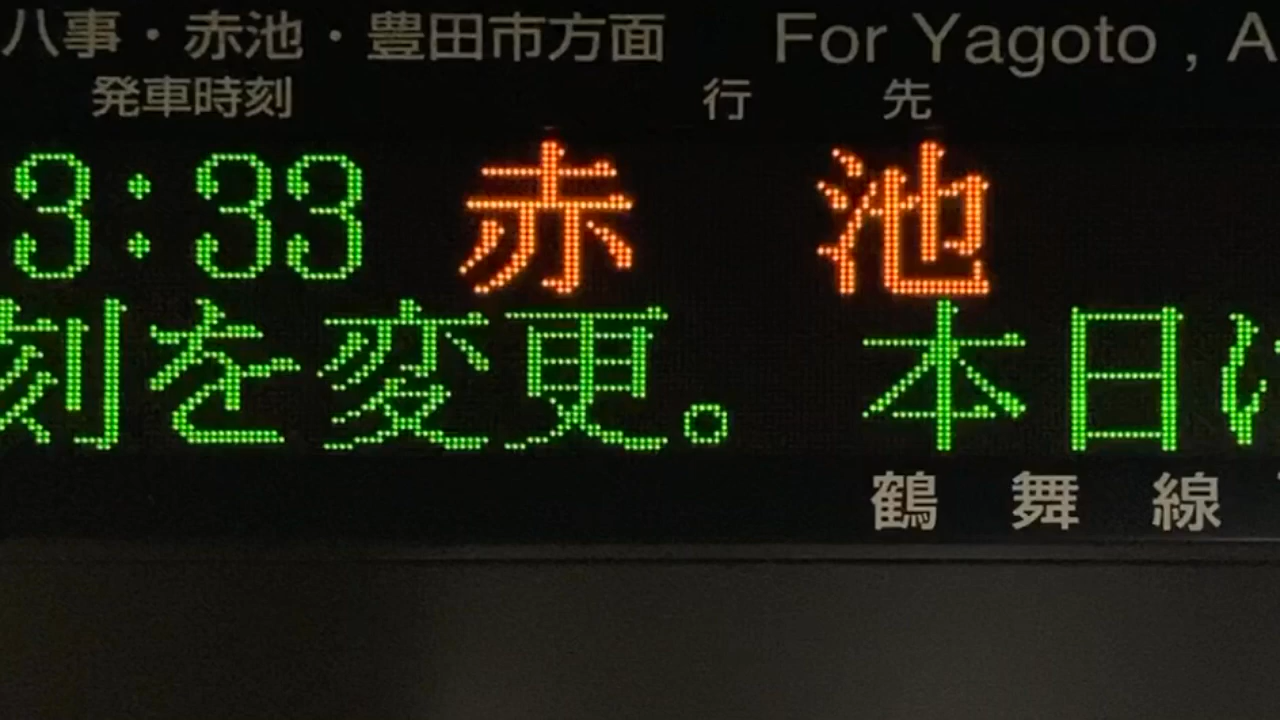 八事・赤池・豊田市方面 For Yagoto , A
発車時刻 行 先
3:33 赤 池
刻を変更。 本日は
鶴 舞 線